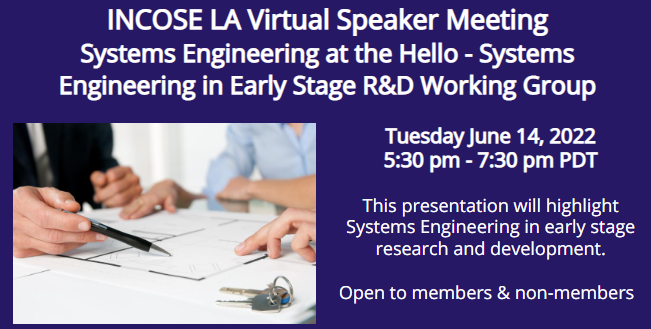 INCOSE LA Virtual Speaker Meeting
Systems Engineering at the Hello - Systems
Engineering in Early Stage R&D Working Group
Tuesday June 14, 2022
5:30 pm - 7:30 pm PDT
This presentation will highlight
Systems Engineering in early stage
research and development.
Open to members & non-members